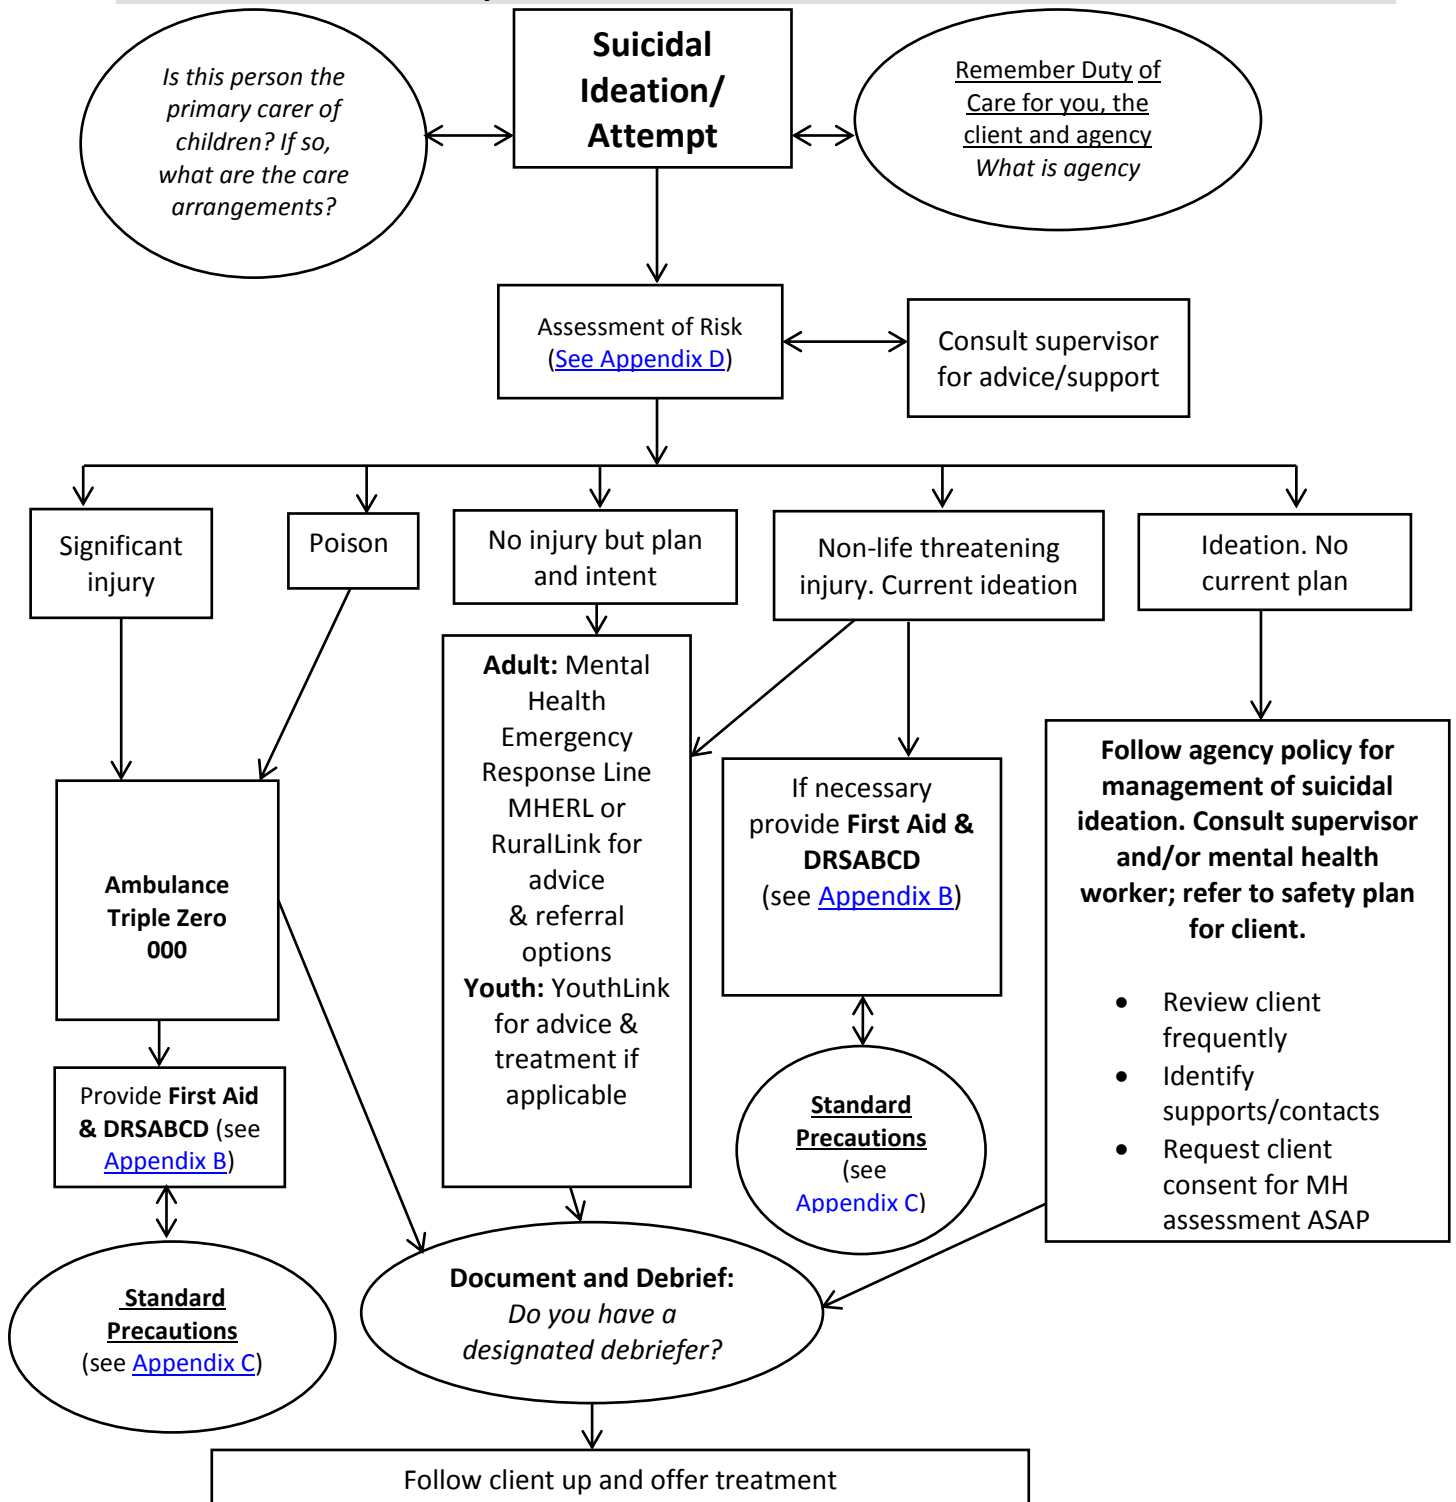 Suicidal
Ideation/
Attempt
Is this person the
primary carer of
children? If so,
what are the care
arrangements?
Remember Duty of
Care for you, the
client and agency
What is agency
Assessment of Risk
(See Appendix D)
Consult supervisor
for advice/support
Significant
injury
Poison
No injury but plan
and intent
Non-life threatening
injury. Current ideation
Ideation. No
current plan
Ambulance
Triple Zero
000
Adult: Mental
Health
Emergency
Response Line
MHERL or
RuralLink for
advice
& referral
options
Youth: YouthLink
for advice &
treatment if
applicable
If necessary
provide First Aid &
DRSABCD
(see Appendix B)
Follow agency policy for
management of suicidal
ideation. Consult supervisor
and/or mental health
worker; refer to safety plan
for client.
• Review client
frequently
• Identify
supports/contacts
• Request client
consent for MH
assessment ASAP
Provide First Aid
& DRSABCD (see
Appendix B)
Standard
Precautions
(see
Appendix C)
Standard
Precautions
(see Appendix C)
Document and Debrief:
Do you have a
designated debriefer?
Follow client up and offer treatment